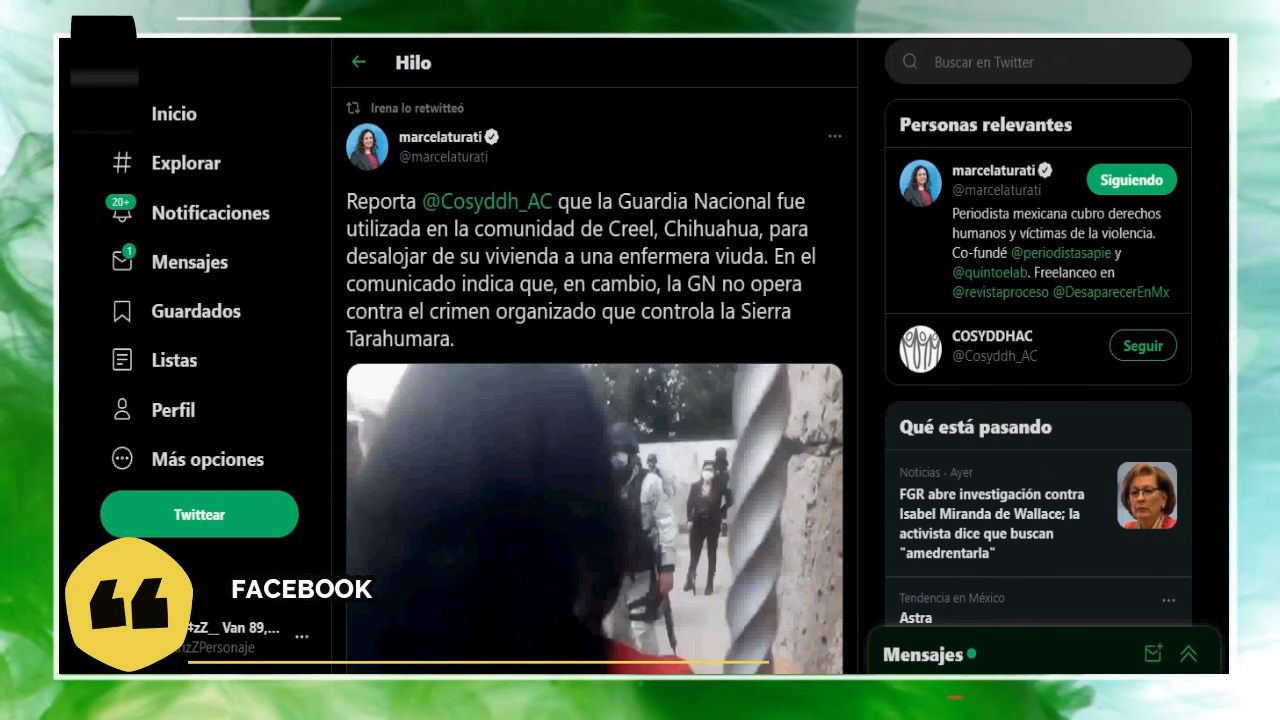 Inicio
Explorar
20+
Notificaciones
1
Mensajes
Guardados
Listas
Perfil
Más opciones
Twittear
FACEBOOK
Van 89,...
Hilo
Irena lo retwitteó
marcelaturati
@marcelaturati
Reporta @Cosyddh_AC que la Guardia Nacional fue
utilizada en la comunidad de Creel, Chihuahua, para
desalojar de su vivienda a una enfermera viuda. En el
comunicado indica que, en cambio, la GN no opera
contra el crimen organizado que controla la Sierra
Tarahumara.
Buscar en Twitter
Personas relevantes
marcelaturati
@marcelaturati
Siguiendo
Periodista mexicana cubro derechos
humanos y víctimas de la violencia.
Co-fundé @periodistasapie y
@quintoelab. Freelanceo en
@revistaproceso @DesaparecerEnMx
COSYDDHAC
@Cosyddh_AC
Seguir
Qué está pasando
Noticias · Ayer
FGR abre investigación contra
Isabel Miranda de Wallace; la
activista dice que buscan
"amedrentarla"
Tendencia en México
Astra
Mensajes